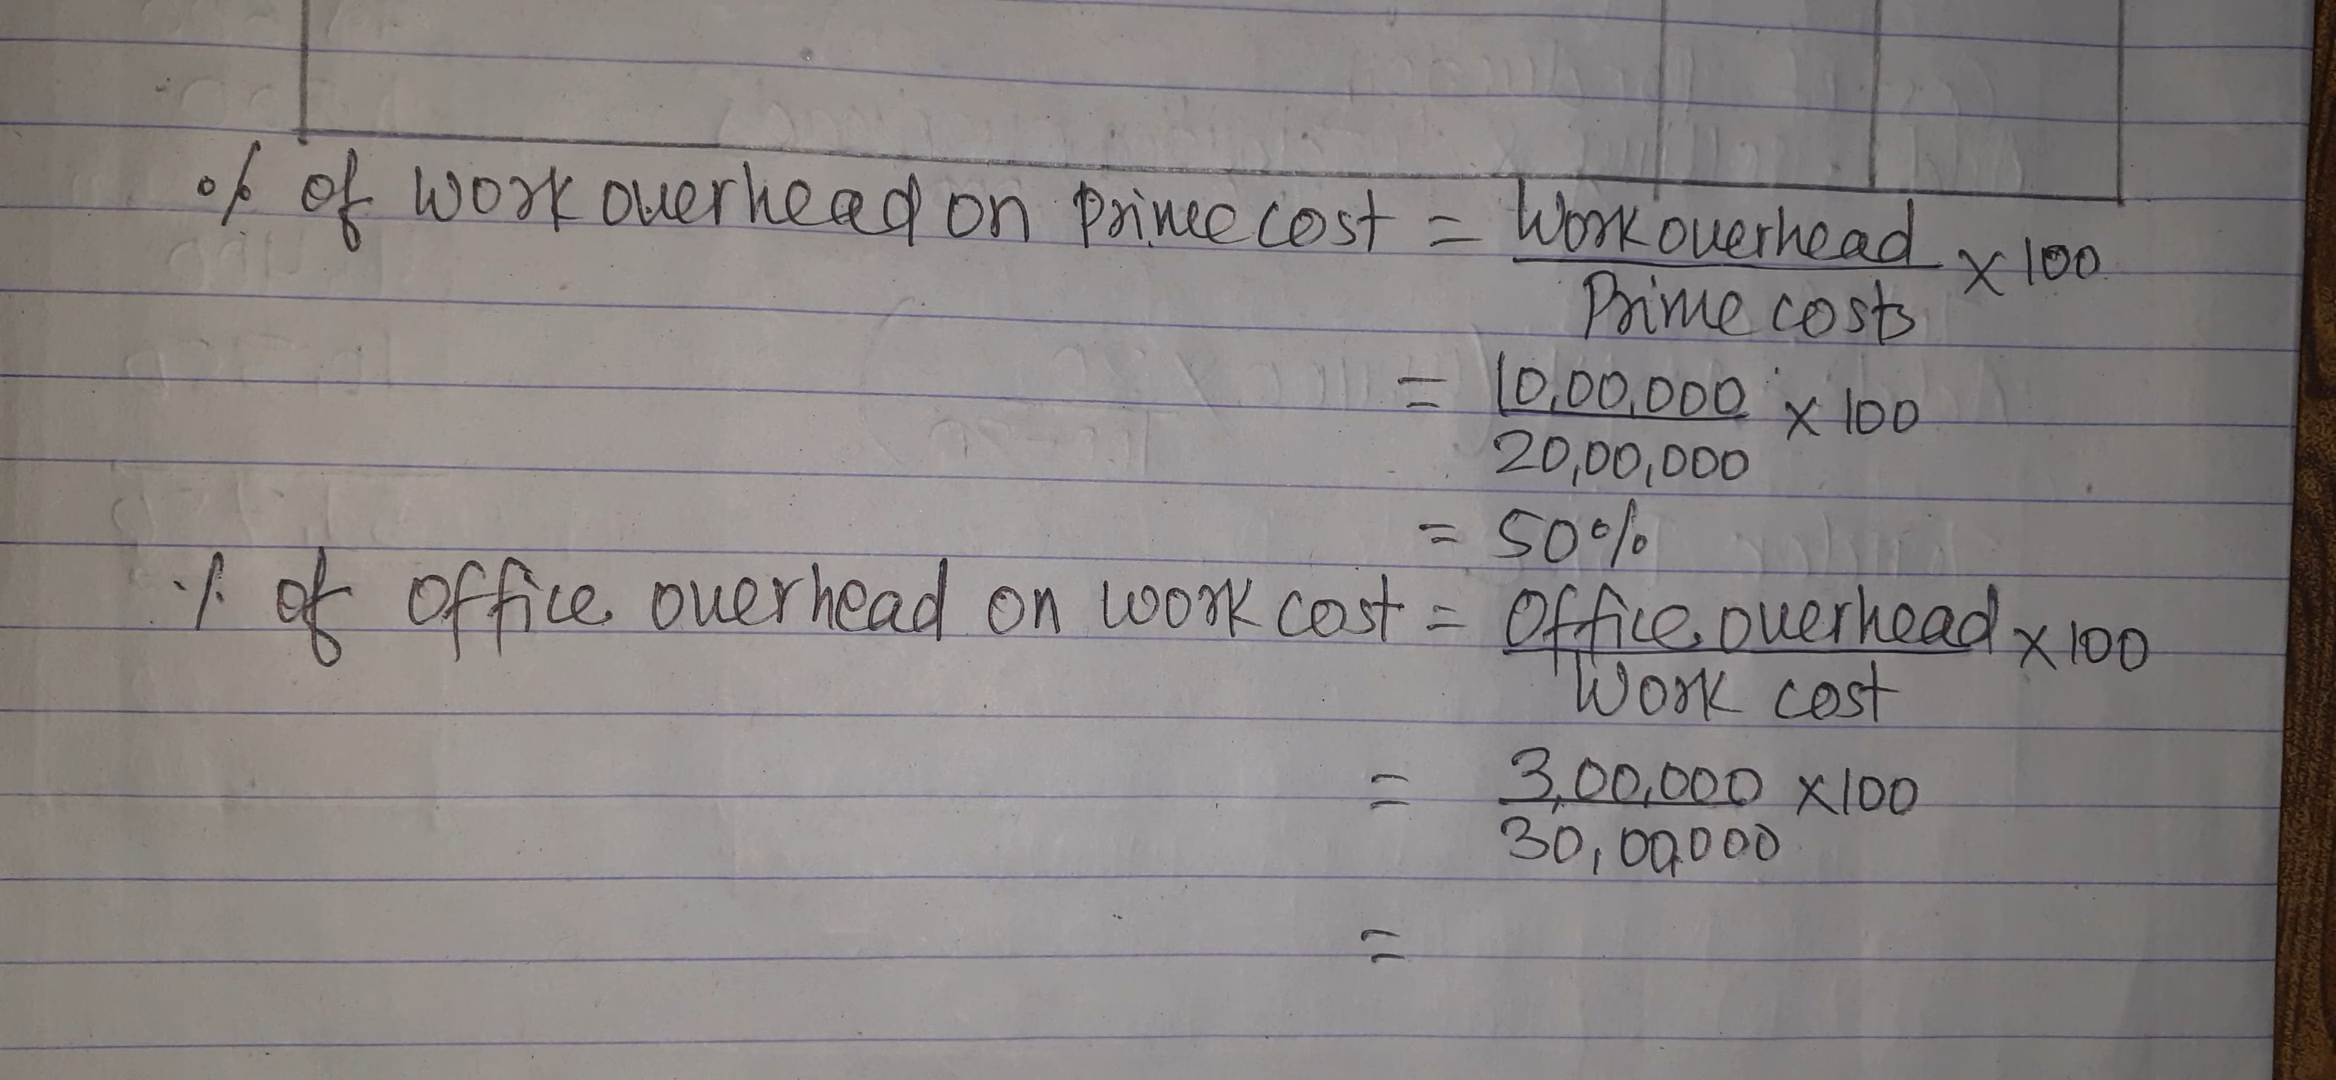 % of work overhead on prime cost = Work overhead / Prime costs × 100
= 10,00,000 / 20,00,000 × 100
= 50%
% of office overhead on work cost = Office overhead / Work cost × 100
= 3,00,000 / 30,00,000 × 100
=